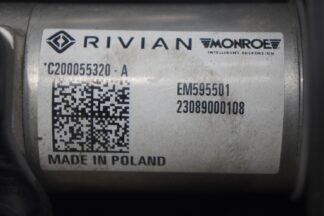 RIVIAN MONROE
INTELLIGENT SUSPENSION
*C200055320-A
EM595501
23089000108
MADE IN POLAND